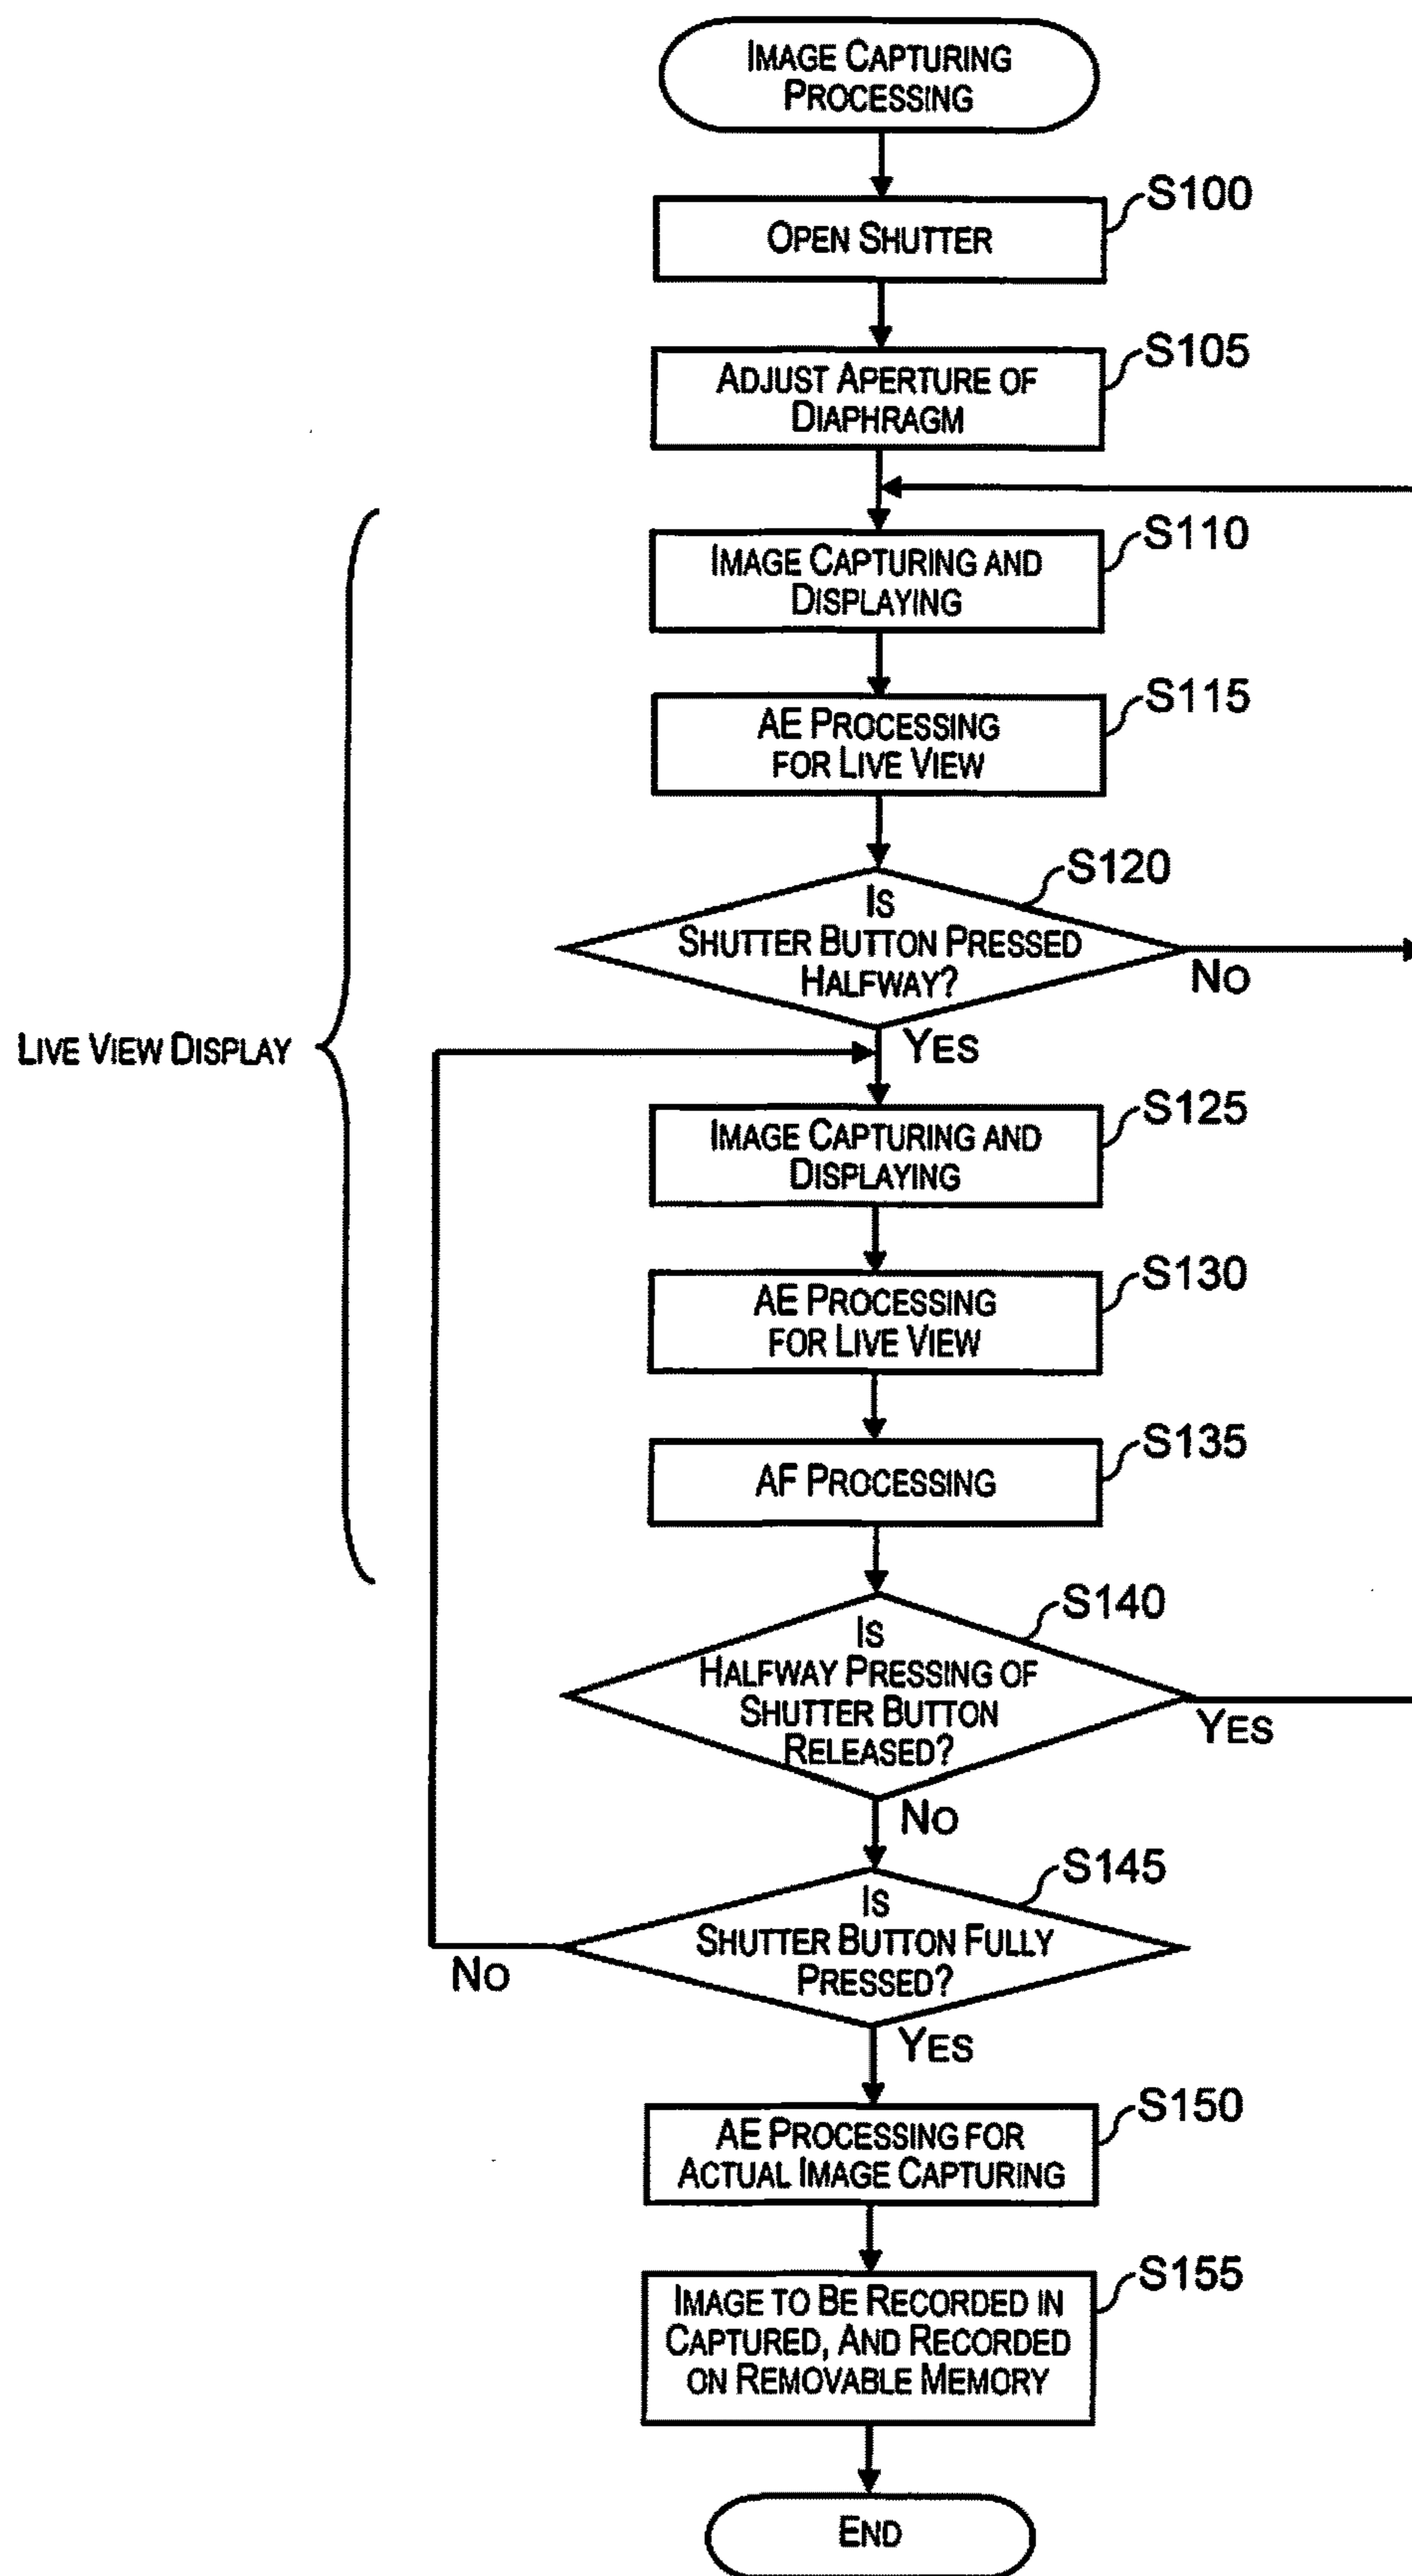 IMAGE CAPTURING
PROCESSING
S100
OPEN SHUTTER
S105
ADJUST APERTURE OF
DIAPHRAGM
S110
IMAGE CAPTURING AND
DISPLAYING
S115
AE PROCESSING
FOR LIVE VIEW
S120
IS
SHUTTER BUTTON PRESSED
HALFWAY?
NO
YES
LIVE VIEW DISPLAY
S125
IMAGE CAPTURING AND
DISPLAYING
S130
AE PROCESSING
FOR LIVE VIEW
S135
AF PROCESSING
S140
IS
HALFWAY PRESSING OF
SHUTTER BUTTON
RELEASED?
YES
NO
S145
IS
SHUTTER BUTTON FULLY
PRESSED?
NO
YES
S150
AE PROCESSING FOR
ACTUAL IMAGE CAPTURING
S155
IMAGE TO BE RECORDED IN
CAPTURED, AND RECORDED
ON REMOVABLE MEMORY
END